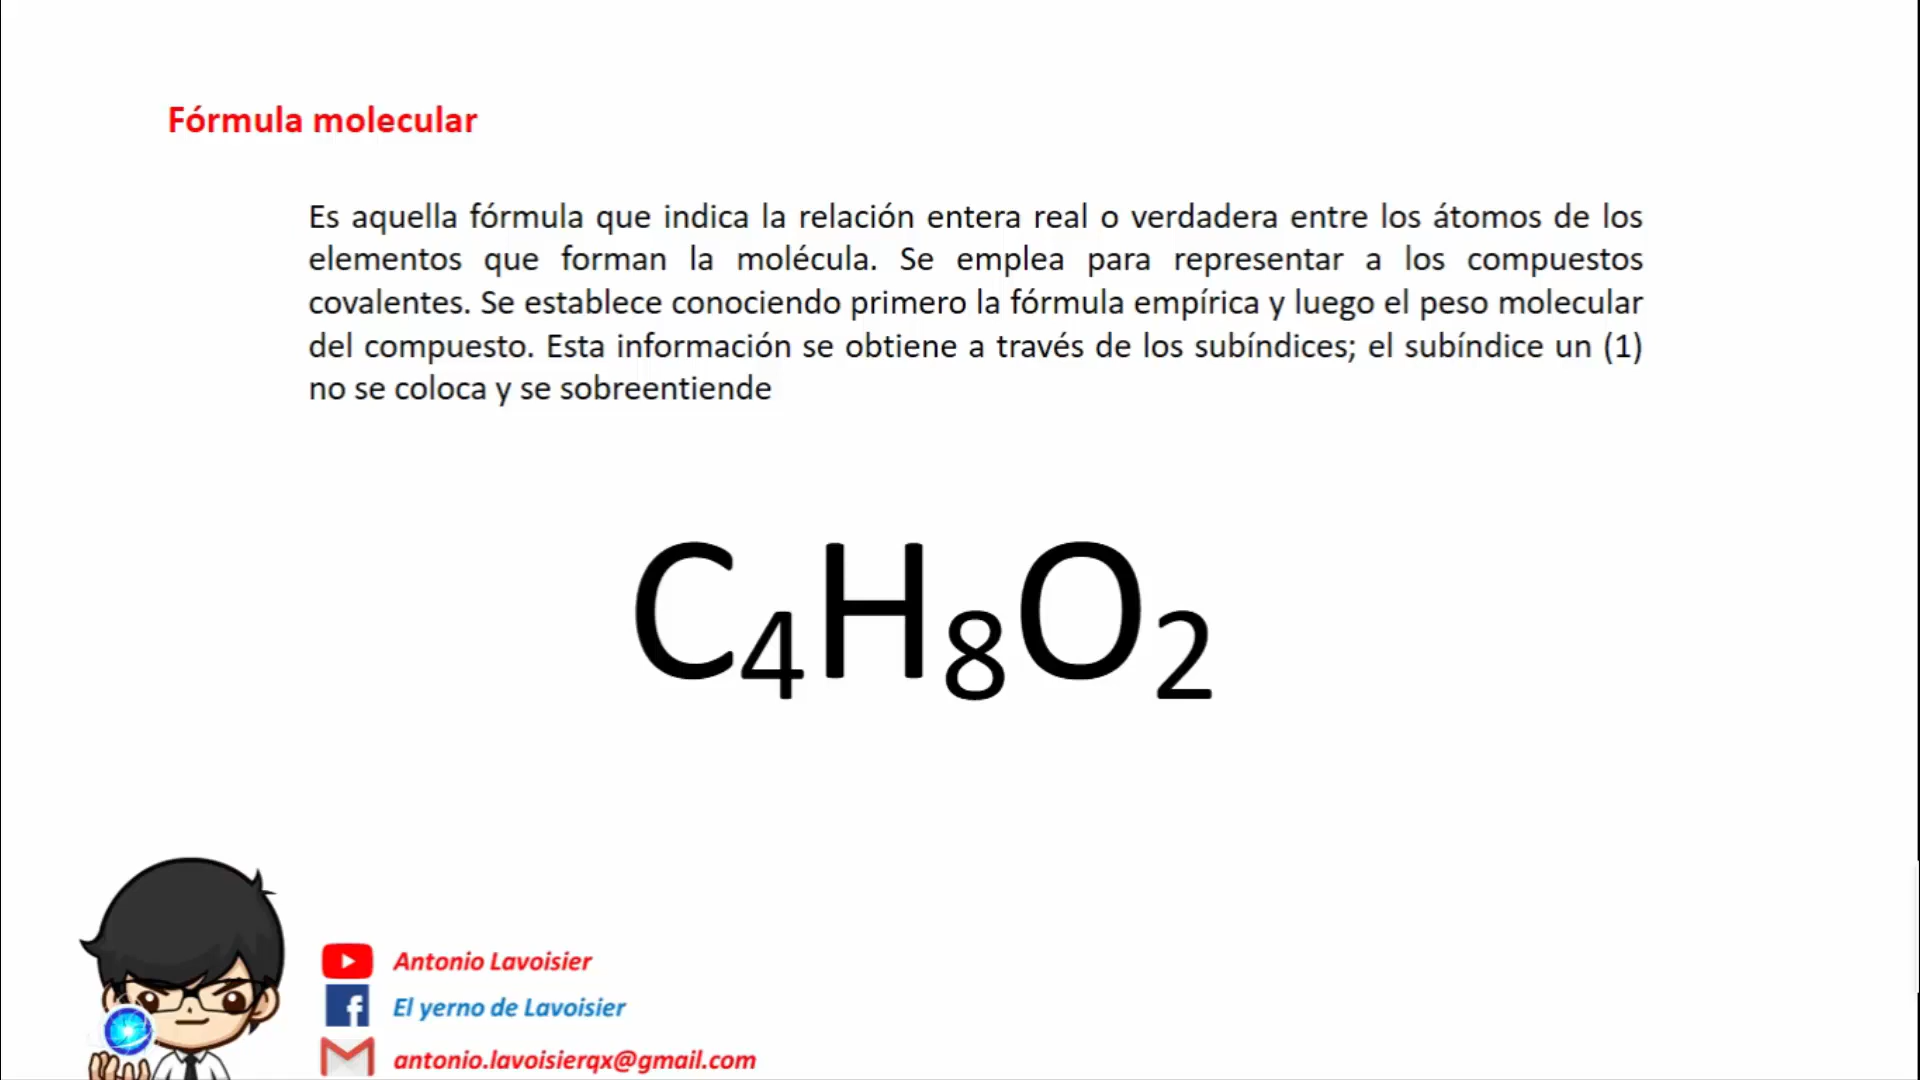 Fórmula molecular
Es aquella fórmula que indica la relación entera real o verdadera entre los átomos de los
elementos que forman la molécula. Se emplea para representar a los compuestos
covalentes. Se establece conociendo primero la fórmula empírica y luego el peso molecular
del compuesto. Esta información se obtiene a través de los subíndices; el subíndice un (1)
no se coloca y se sobreentiende
C₄H₈O₂
Antonio Lavoisier
El yerno de Lavoisier
antonio.lavoisierqx@gmail.com